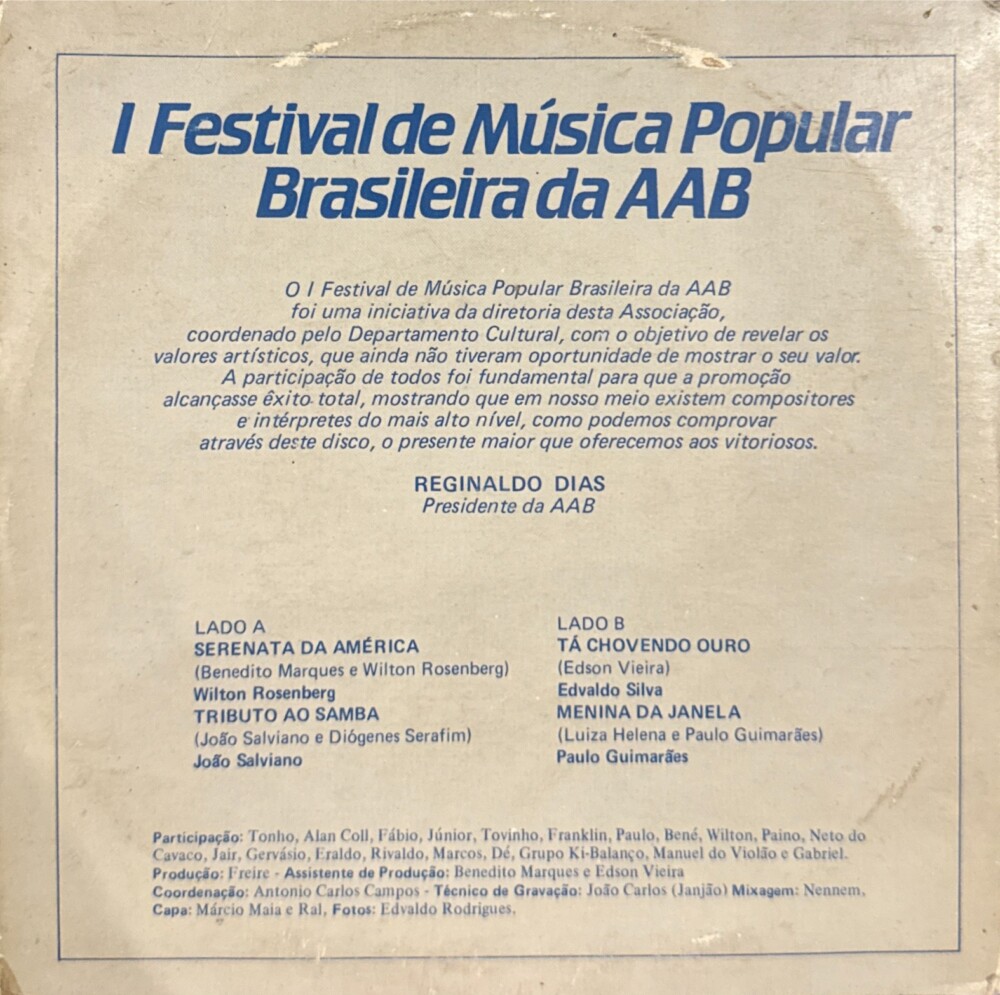 I Festival de Música Popular
Brasileira da AAB
O I Festival de Música Popular Brasileira da AAB
foi uma iniciativa da diretoria desta Associação,
coordenado pelo Departamento Cultural, com o objetivo de revelar os
valores artísticos, que ainda não tiveram oportunidade de mostrar o seu valor.
A participação de todos foi fundamental para que a promoção
alcançasse êxito total, mostrando que em nosso meio existem compositores
e intérpretes do mais alto nível, como podemos comprovar
através deste disco, o presente maior que oferecemos aos vitoriosos.
REGINALDO DIAS
Presidente da AAB
LADO A
SERENATA DA AMÉRICA
(Benedito Marques e Wilton Rosenberg)
Wilton Rosenberg
TRIBUTO AO SAMBA
(João Salviano e Diógenes Serafim)
João Salviano
LADO B
TÁ CHOVENDO OURO
(Edson Vieira)
Edvaldo Silva
MENINA DA JANELA
(Luiza Helena e Paulo Guimarães)
Paulo Guimarães
Participação: Tonho, Alan Coll, Fábio, Júnior, Tovinho, Franklin, Paulo, Bené, Wilton, Paino, Neto do
Cavaco, Jair, Gervásio, Eraldo, Rivaldo, Marcos, Dé, Grupo Ki-Balanço, Manuel do Violão e Gabriel.
Produção: Freire - Assistente de Produção: Benedito Marques e Edson Vieira
Coordenação: Antonio Carlos Campos - Técnico de Gravação: João Carlos (Janjão) Mixagem: Nennem,
Capa: Márcio Maia e Ral, Fotos: Edvaldo Rodrigues,